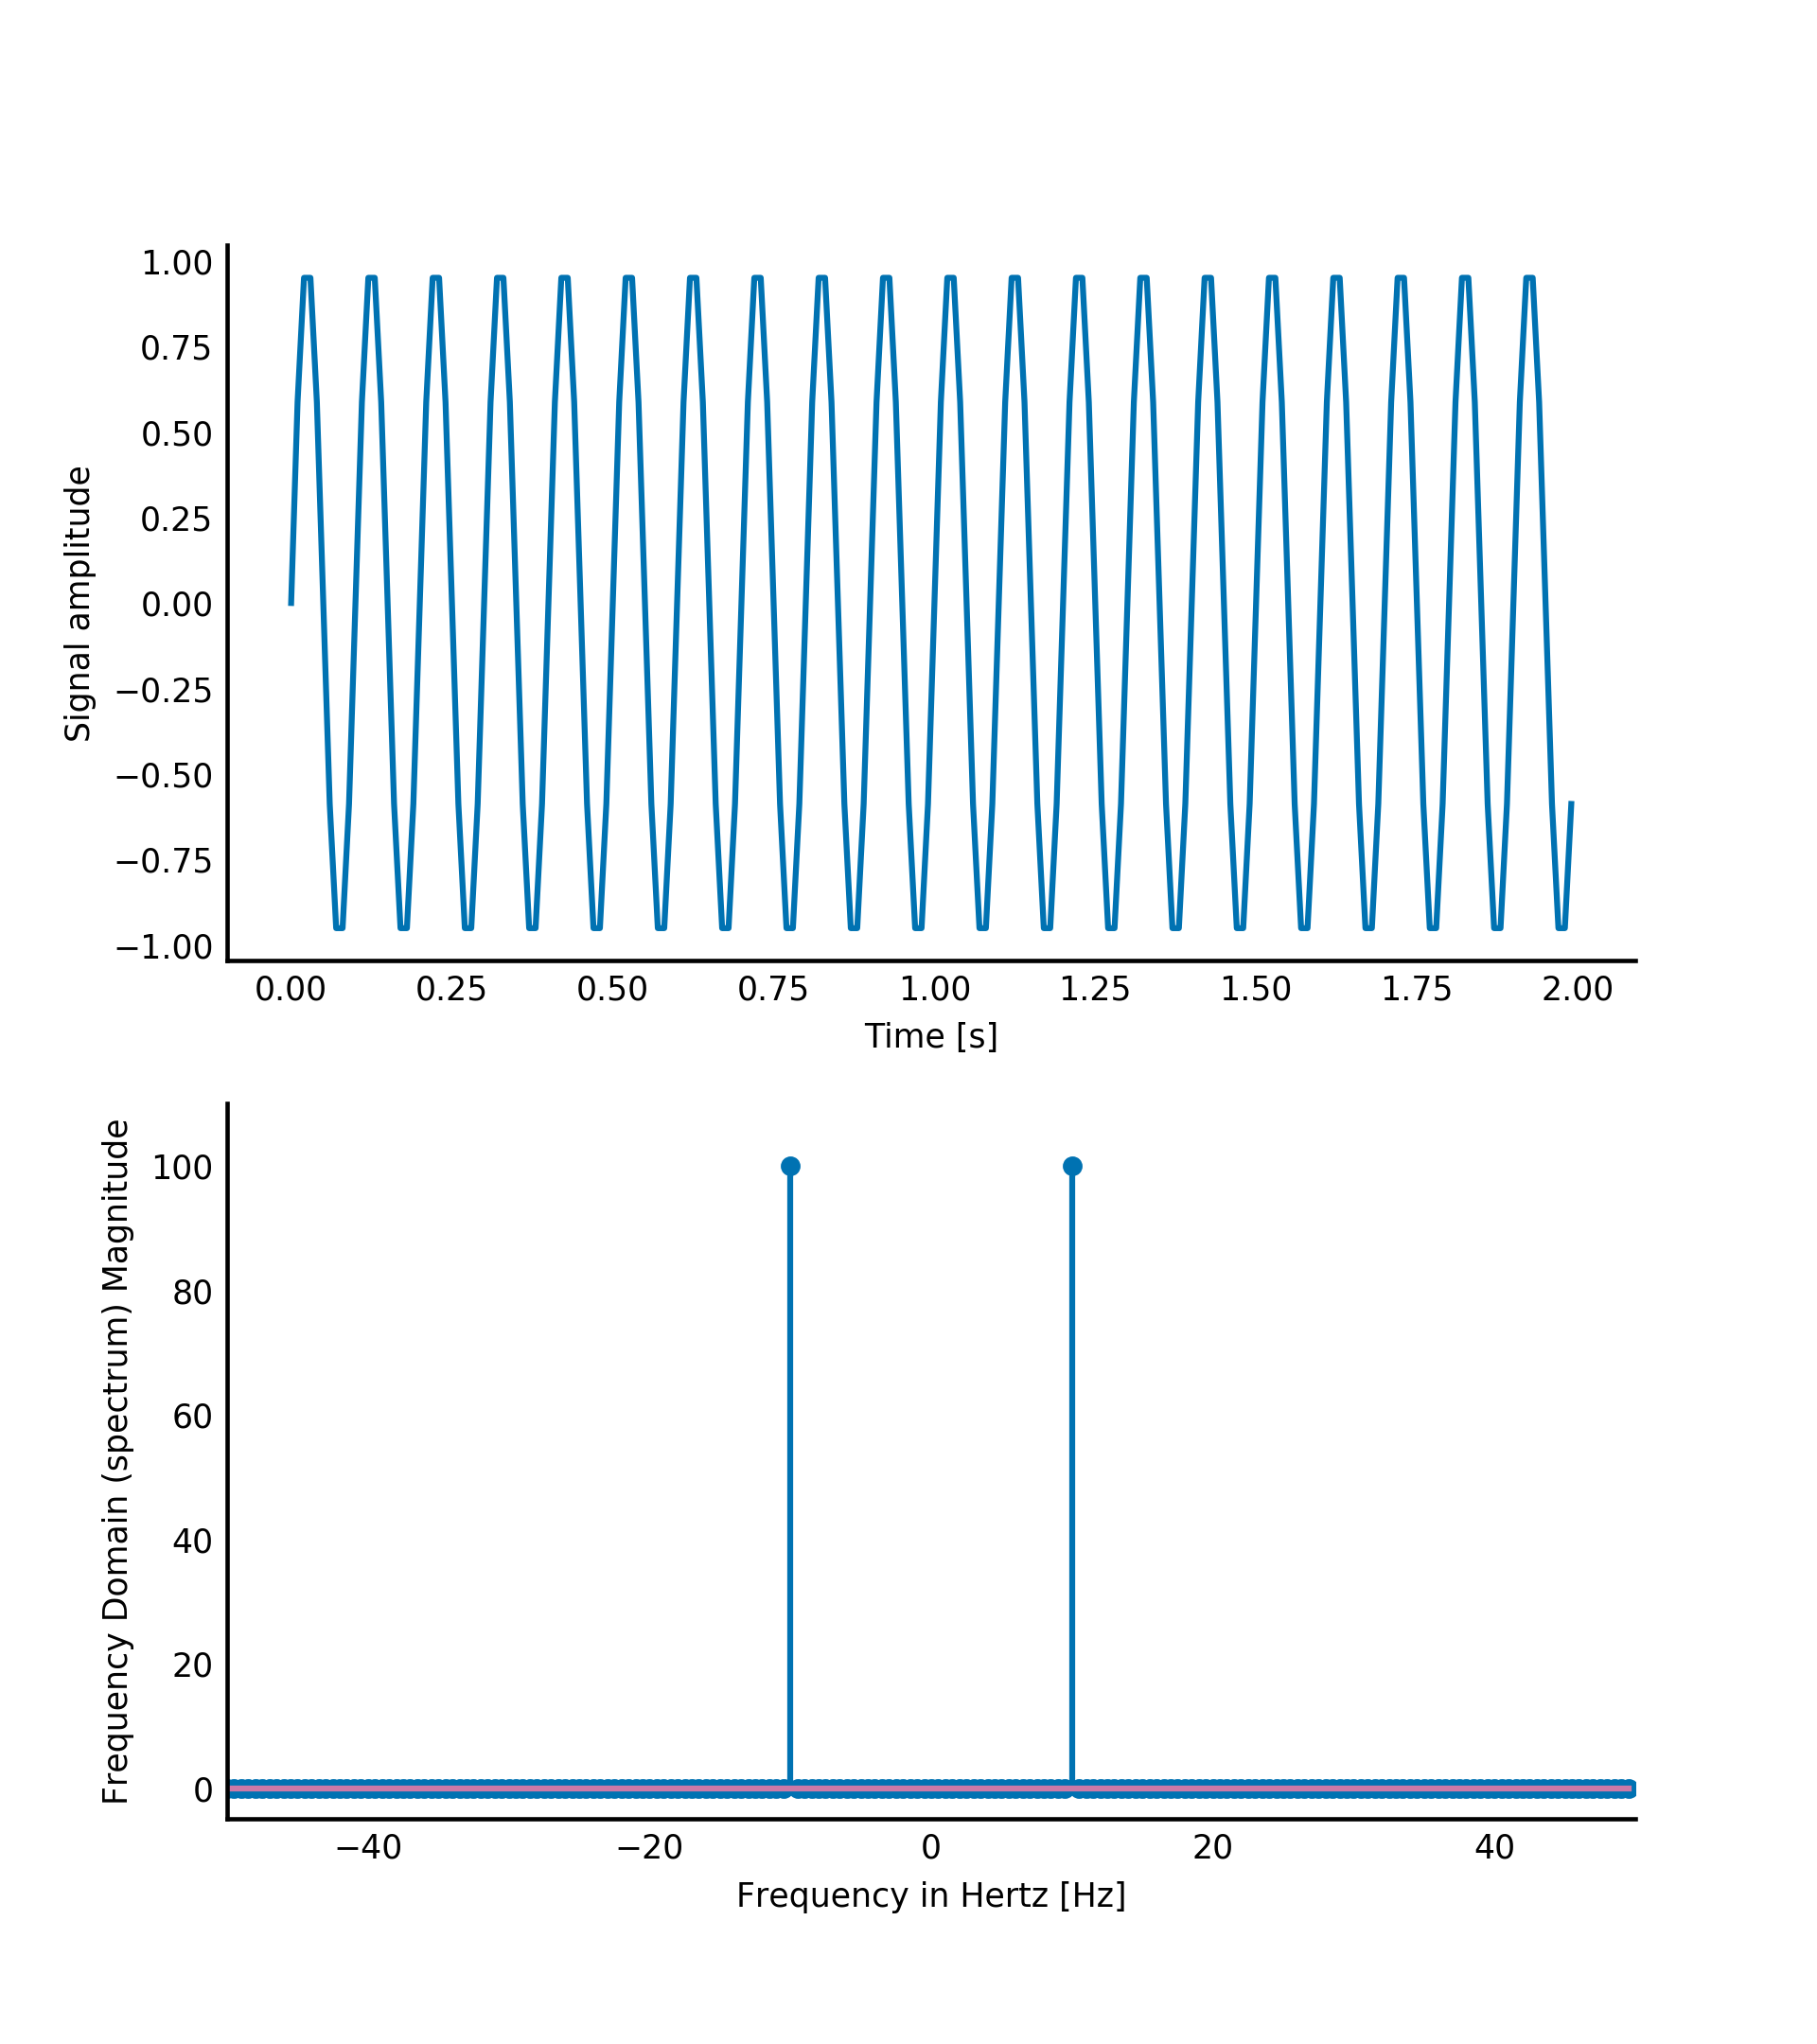 1.00
0.75
0.50
0.25
0.00
−0.25
−0.50
−0.75
−1.00
Signal amplitude
0.00 0.25 0.50 0.75 1.00 1.25 1.50 1.75 2.00
Time [s]
100
80
60
40
20
0
Frequency Domain (spectrum) Magnitude
−40 −20 0 20 40
Frequency in Hertz [Hz]